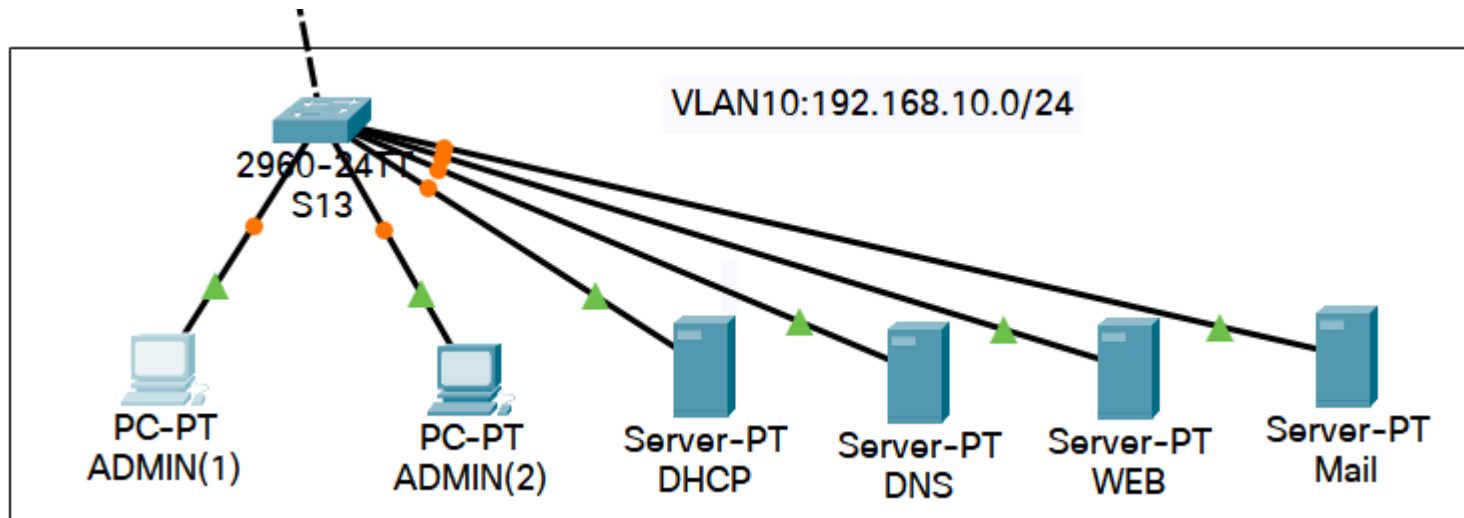 VLAN10:192.168.10.0/24
2960-24TT
S13
PC-PT
ADMIN(1)
PC-PT
ADMIN(2)
Server-PT
DHCP
Server-PT
DNS
Server-PT
WEB
Server-PT
Mail